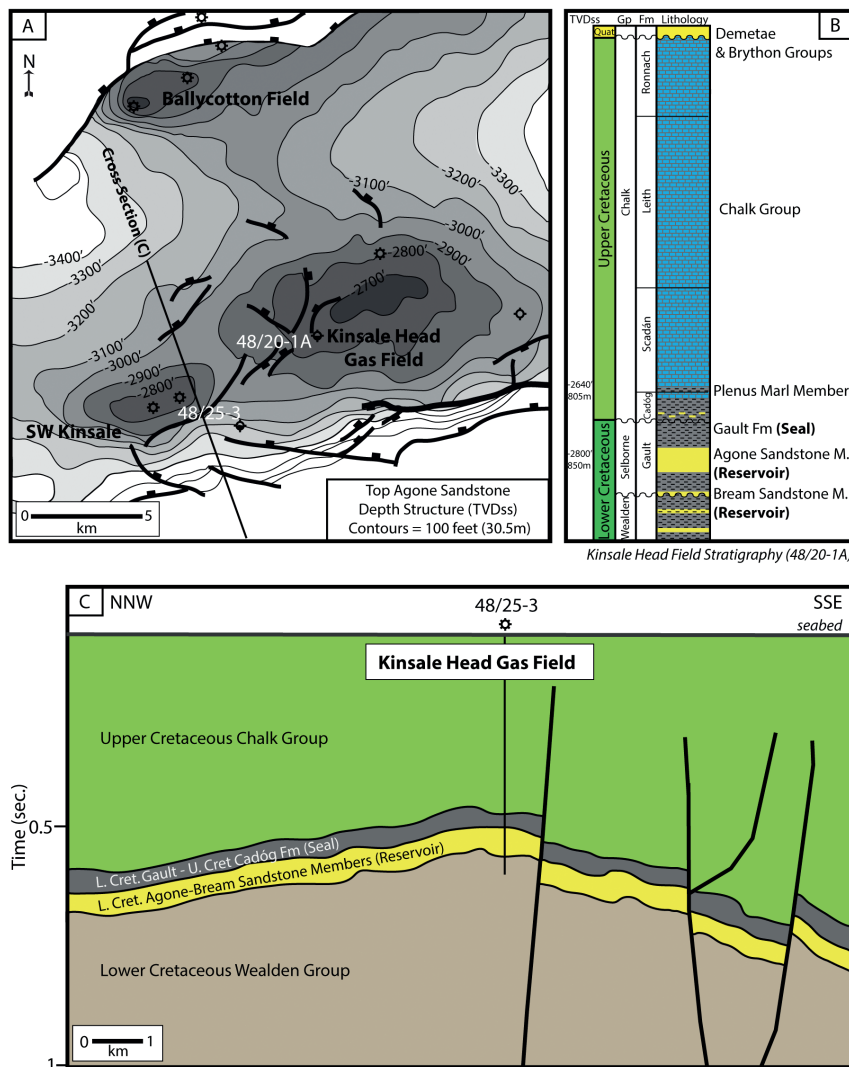 A
N
Ballycotton Field
Cross Section (C)
-3100'
-3200'
-3300'
-3000'
-2900'
-2800'
-2700'
-3400'
-3300'
-3200'
-3100'
-3000'
-2900'
-2800'
48/20-1A
Kinsale Head
Gas Field
48/25-3
SW Kinsale
0 5
km
Top Agone Sandstone
Depth Structure (TVDss)
Contours = 100 feet (30.5m)
B
TVDss Gp Fm Lithology
Quat
Demetae
& Brython Groups
Upper Cretaceous
Chalk
Ronnach
Leith
Scadán
Cadóg
Chalk Group
-2640'
805m
Plenus Marl Member
Gault Fm (Seal)
-2800'
850m
Lower Cretaceous
Selborne
Gault
Wealden
Agone Sandstone M.
(Reservoir)
Bream Sandstone M.
(Reservoir)
Kinsale Head Field Stratigraphy (48/20-1A)
C NNW
48/25-3
SSE
seabed
Kinsale Head Gas Field
Upper Cretaceous Chalk Group
Time (sec.)
0.5
L. Cret. Gault - U. Cret Cadóg Fm (Seal)
L. Cret. Agone-Bream Sandstone Members (Reservoir)
Lower Cretaceous Wealden Group
0 1
km
1